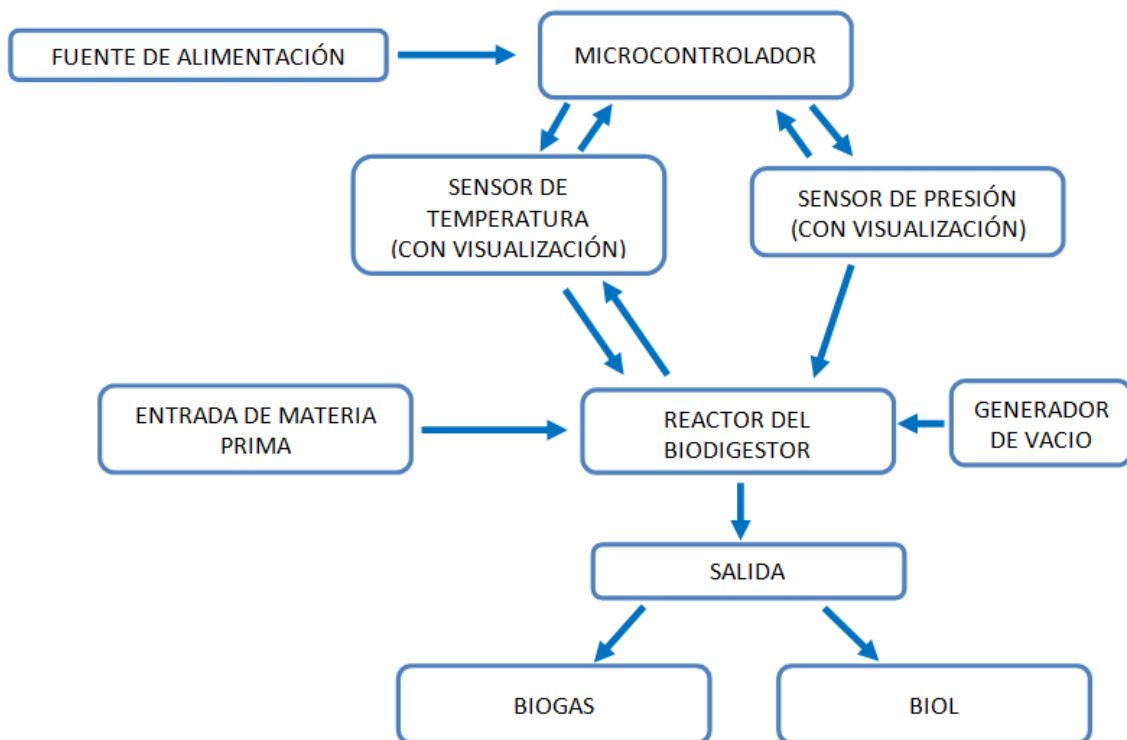 FUENTE DE ALIMENTACIÓN
MICROCONTROLADOR
SENSOR DE
TEMPERATURA
(CON VISUALIZACIÓN)
SENSOR DE PRESIÓN
(CON VISUALIZACIÓN)
ENTRADA DE MATERIA
PRIMA
REACTOR DEL
BIODIGESTOR
GENERADOR
DE VACIO
SALIDA
BIOGAS
BIOL